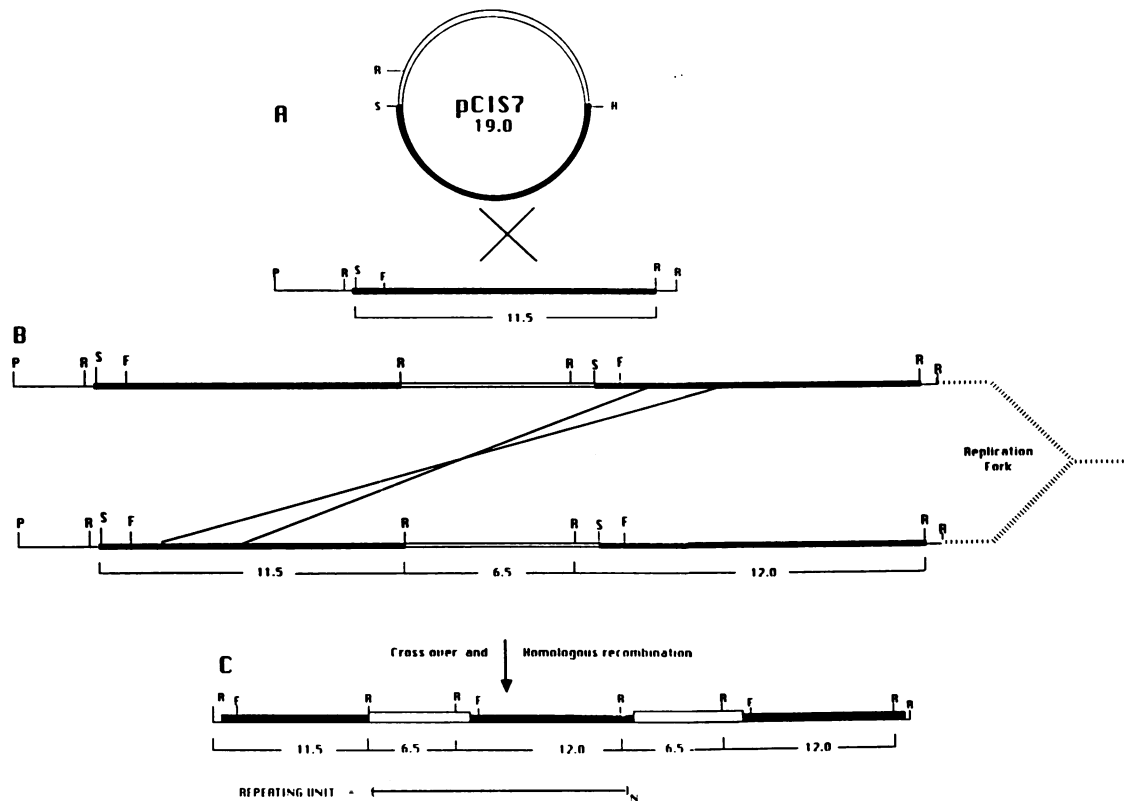 R
S
pCIS7
H
19.0
A
P R S F R R
11.5
B
P R S F R R S F R R
Replication
Fork
P R S F R R S F R R
11.5 6.5 12.0
Cross over and Homologous recombination
C
R F R R F R R F R R
11.5 6.5 12.0 6.5 12.0
REPEATING UNIT - N